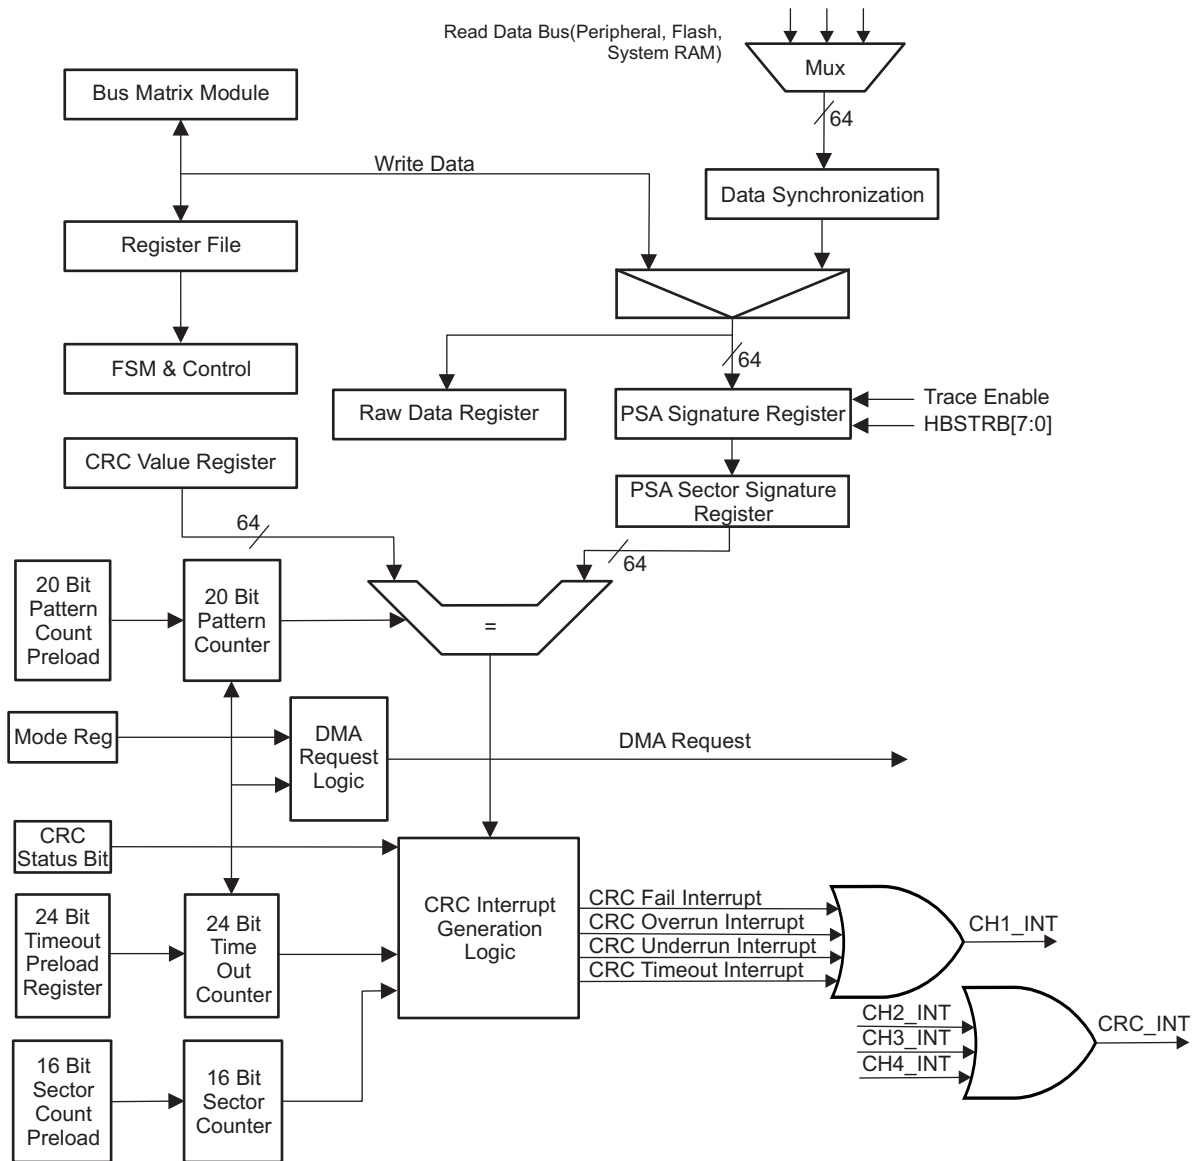 Read Data Bus(Peripheral, Flash,
System RAM)
Mux
64
Bus Matrix Module
Write Data
Data Synchronization
Register File
64
FSM & Control
Raw Data Register
PSA Signature Register
Trace Enable
HBSTRB[7:0]
CRC Value Register
PSA Sector Signature
Register
64
64
20 Bit
Pattern
Count
Preload
20 Bit
Pattern
Counter
=
Mode Reg
DMA
Request
Logic
DMA Request
CRC
Status Bit
24 Bit
Timeout
Preload
Register
24 Bit
Time
Out
Counter
CRC Interrupt
Generation
Logic
CRC Fail Interrupt
CRC Overrun Interrupt
CRC Underrun Interrupt
CRC Timeout Interrupt
CH1_INT
CH2_INT
CH3_INT
CH4_INT
CRC_INT
16 Bit
Sector
Count
Preload
16 Bit
Sector
Counter